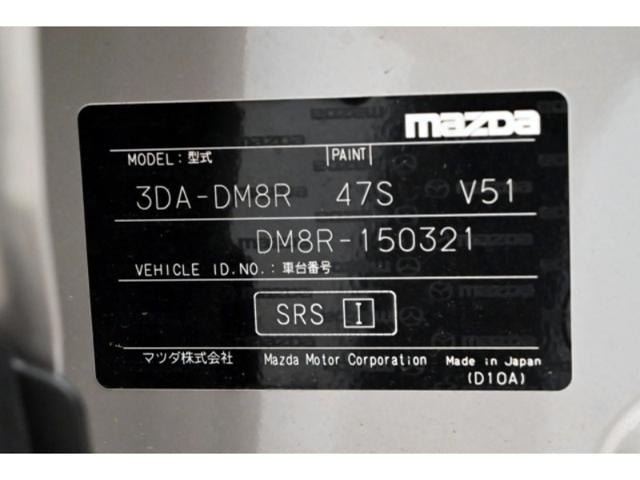 mazda
MODEL:型式 |PAINT|
3DA-DM8R 47S V51
DM8R-150321
VEHICLE ID.NO.:車台番号
SRS I
マツダ株式会社 Mazda Motor Corporation Made in Japan
(D10A)